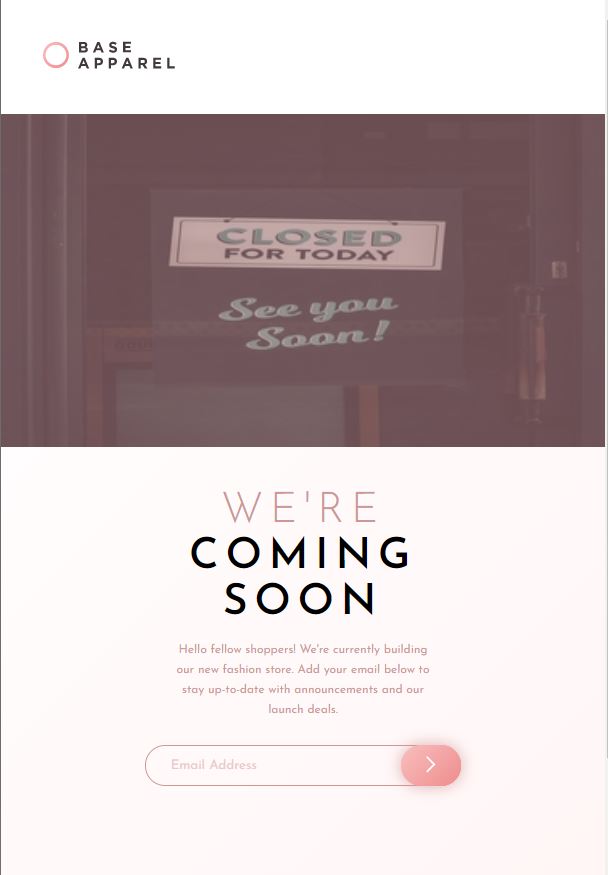 BASE
APPAREL
CLOSED
FOR TODAY
See you
Soon!
WE'RE
COMING
SOON
Hello fellow shoppers! We're currently building
our new fashion store. Add your email below to
stay up-to-date with announcements and our
launch deals.
Email Address